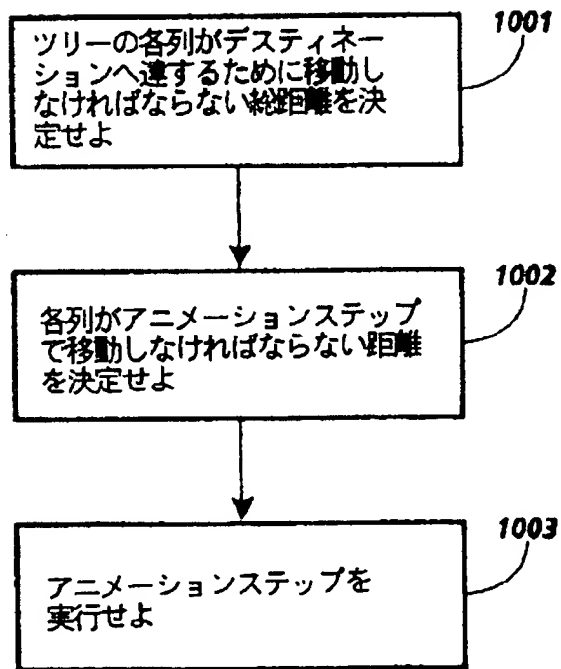 1001
ツリーの各列がデスティネー
ションへ達するために移動し
なければならない総距離を決
定せよ
1002
各列がアニメーションステップ
で移動しなければならない距離
を決定せよ
1003
アニメーションステップを
実行せよ